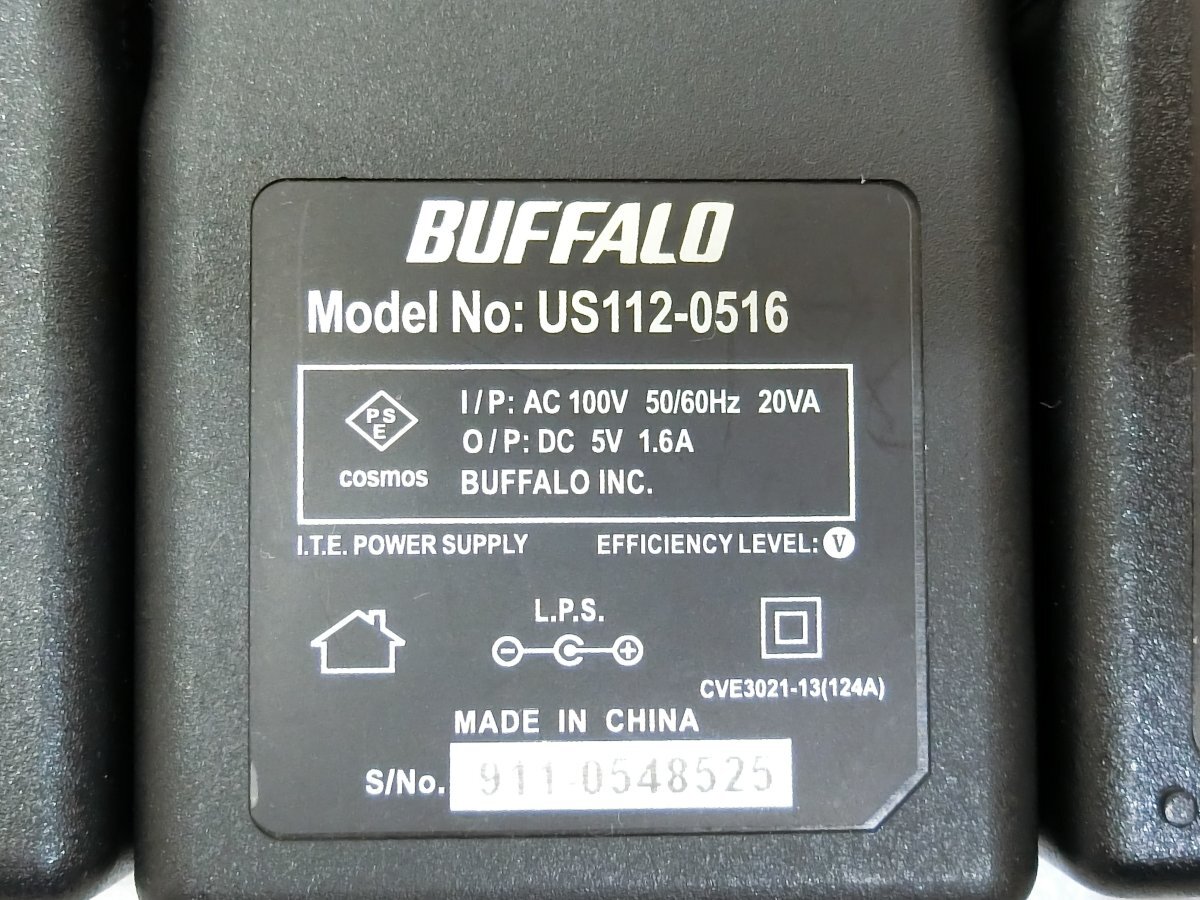 BUFFALO
Model No: US112-0516
PSE
cosmos
I/P: AC 100V 50/60Hz 20VA
O/P: DC 5V 1.6A
BUFFALO INC.
I.T.E. POWER SUPPLY EFFICIENCY LEVEL: V
L.P.S.
CVE3021-13(124A)
MADE IN CHINA
S/No. 911-0548525